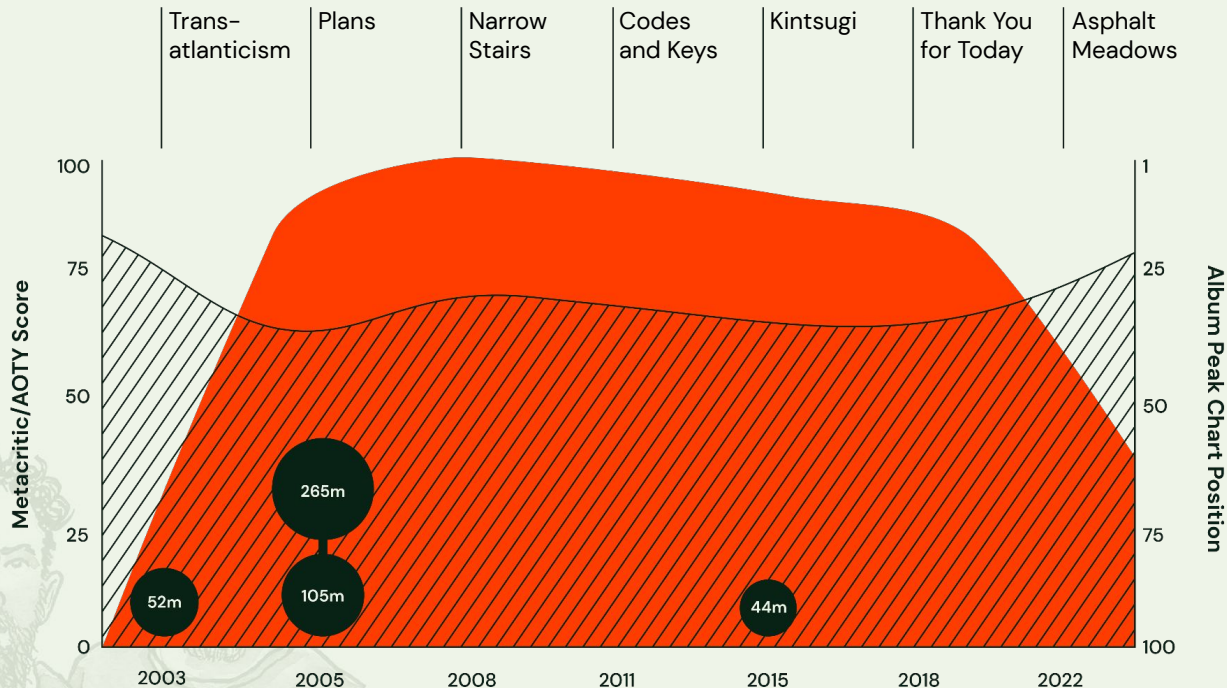 Trans-
atlanticism
Plans
Narrow
Stairs
Codes
and Keys
Kintsugi
Thank You
for Today
Asphalt
Meadows
100
75
50
25
0
Metacritic/AOTY Score
1
25
50
75
100
Album Peak Chart Position
265m
105m
52m
44m
2003
2005
2008
2011
2015
2018
2022